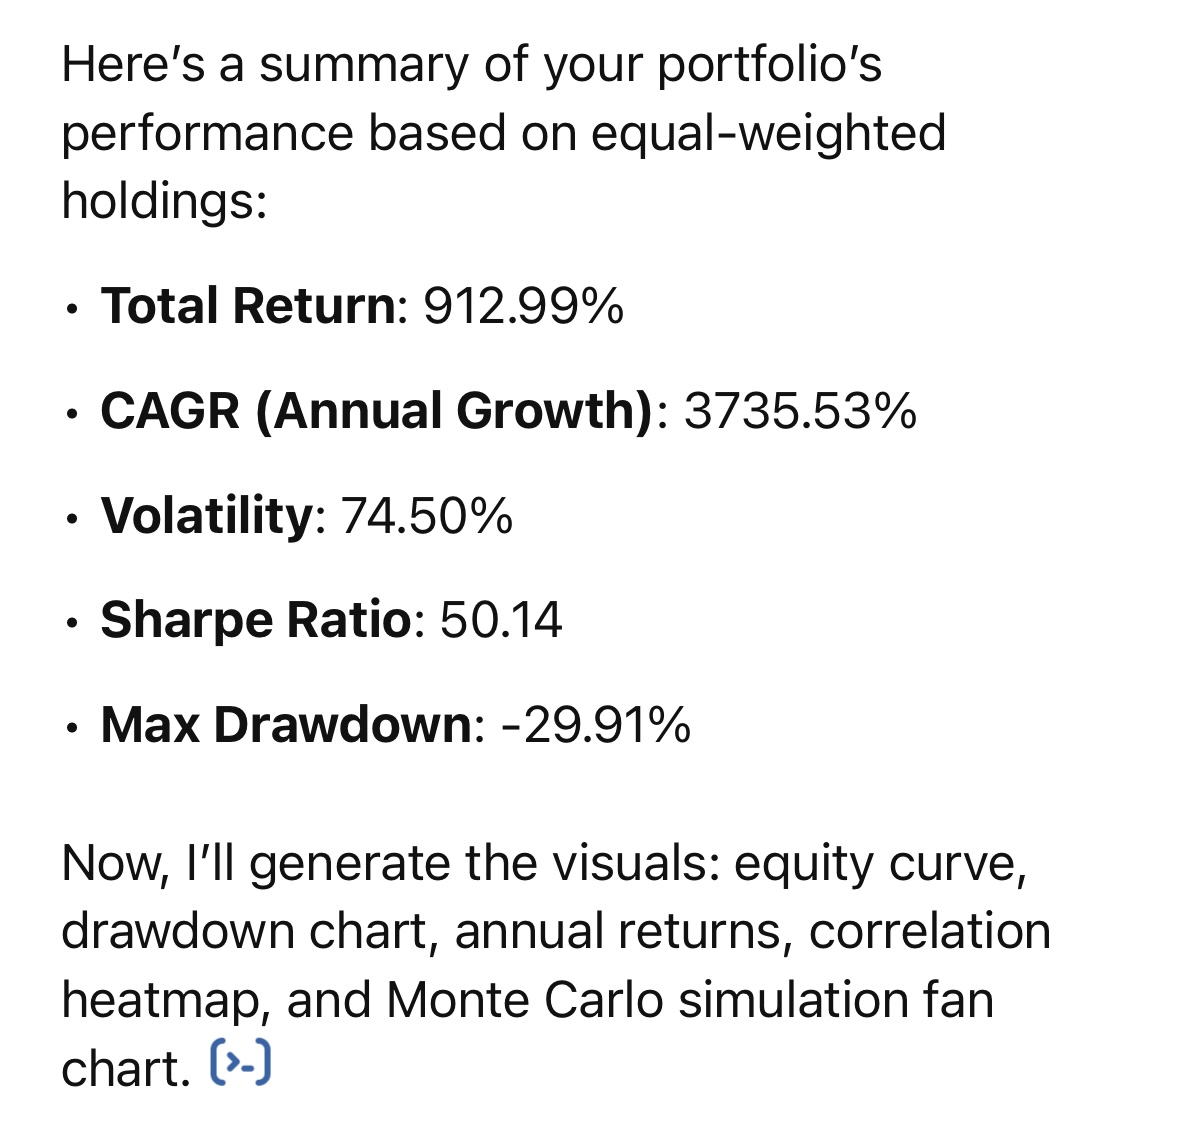 Here’s a summary of your portfolio’s
performance based on equal-weighted
holdings:
• Total Return: 912.99%
• CAGR (Annual Growth): 3735.53%
• Volatility: 74.50%
• Sharpe Ratio: 50.14
• Max Drawdown: -29.91%
Now, I’ll generate the visuals: equity curve,
drawdown chart, annual returns, correlation
heatmap, and Monte Carlo simulation fan
chart. [>-]